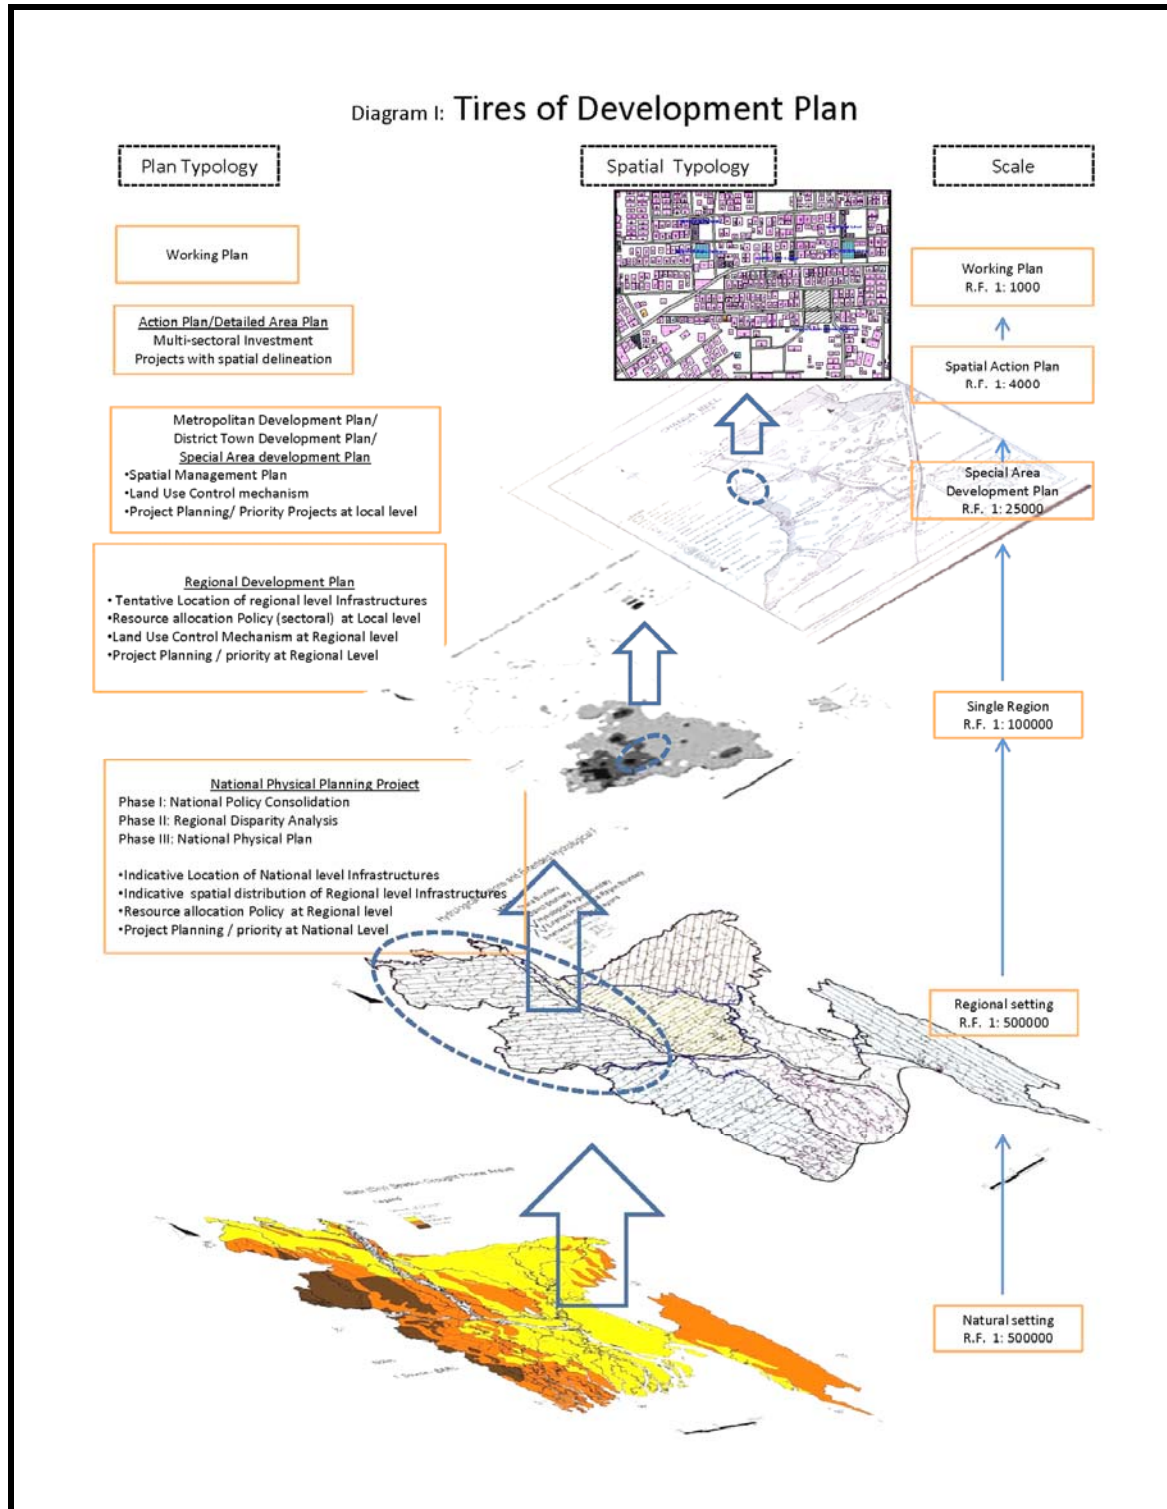 Diagram I: Tires of Development Plan
Plan Typology
Spatial Typology
Scale
Working Plan
Action Plan/Detailed Area Plan
Multi-sectoral Investment
Projects with spatial delineation
Metropolitan Development Plan/
District Town Development Plan/
Special Area development Plan
•Spatial Management Plan
•Land Use Control mechanism
•Project Planning/ Priority Projects at local level
Regional Development Plan
• Tentative Location of regional level Infrastructures
•Resource allocation Policy (sectoral) at Local level
•Land Use Control Mechanism at Regional level
•Project Planning / priority at Regional Level
National Physical Planning Project
Phase I: National Policy Consolidation
Phase II: Regional Disparity Analysis
Phase III: National Physical Plan
•Indicative Location of National level Infrastructures
•Indicative spatial distribution of Regional level Infrastructures
•Resource allocation Policy at Regional level
•Project Planning / priority at National Level
Working Plan
R.F. 1: 1000
Spatial Action Plan
R.F. 1: 4000
Special Area
Development Plan
R.F. 1: 25000
Single Region
R.F. 1: 100000
Regional setting
R.F. 1: 500000
Natural setting
R.F. 1: 500000